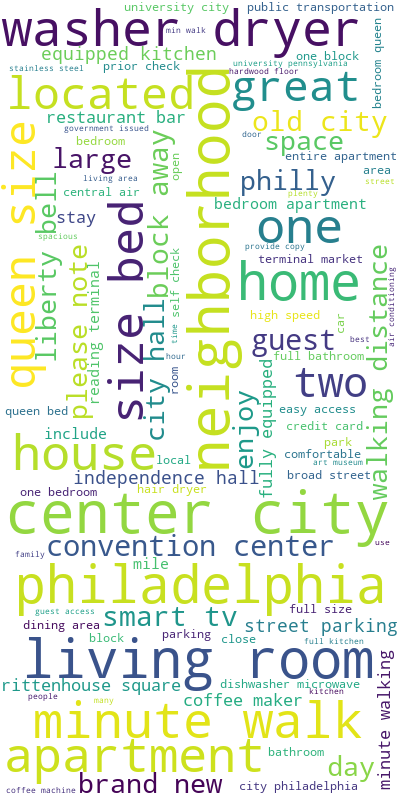 university city
public transportation
washer dryer
min walk
equipped kitchen
one block
bedroom queen
stainless steel
prior check
university pennsylvania
hardwood floor
located
great
restaurant bar
old city
government issued
door
bedroom
space
large
open
entire apartment
living area
area
central air
philly
street
plenty
stay
bedroom apartment
queen size
liberty bell
size bed
block away
neighborhood
one
spacious
provide copy
terminal market
please note
reading terminal
home
walking distance
air conditioning
self check
time
high speed
car
city hall
guest
best
hour
full bathroom
room
two
enjoy
fully equipped
queen bed
easy access
credit card
include
park
house
local
comfortable
art museum
independence hall
broad street
one bedroom
hair dryer
center city
convention center
use
family
mile
philadelphia
guest access
smart tv
full size
dining area
parking
street parking
block
close
full kitchen
living room
rittenhouse square
dishwasher microwave
people
kitchen
many
coffee maker
minute walking
minute walk
apartment
bathroom
day
coffee machine
brand new
city philadelphia